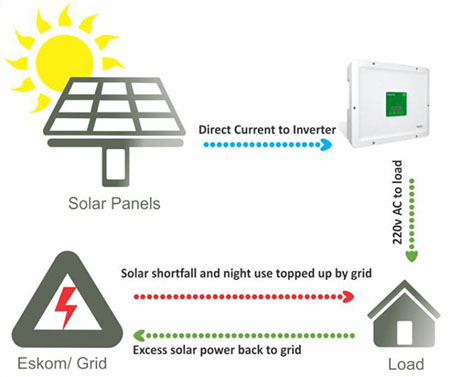 Direct Current to Inverter
Solar Panels
220v AC to load
Solar shortfall and night use topped up by grid
Excess solar power back to grid
Eskom/ Grid
Load